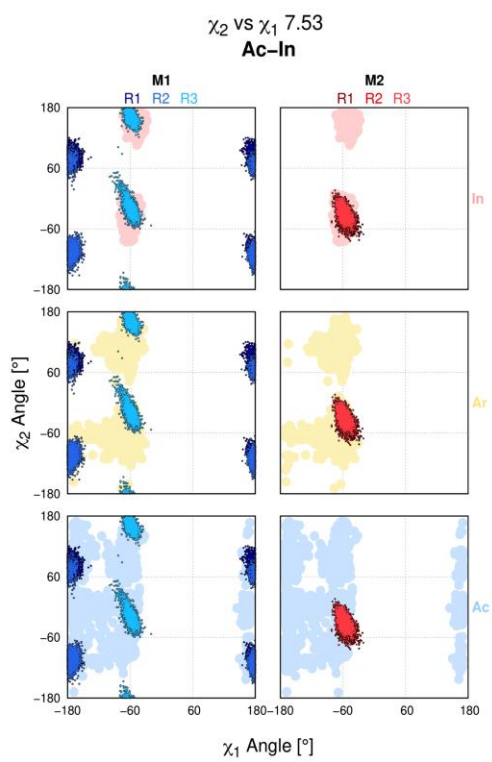 χ2 vs χ1 7.53
Ac–In
M1 M2
R1 R2 R3 R1 R2 R3
180
60
−60
−180
In
180
60
−60
−180
Ar
χ2 Angle [°]
180
60
−60
−180
Ac
−180 −60 60 180 −180 −60 60 180
χ1 Angle [°]